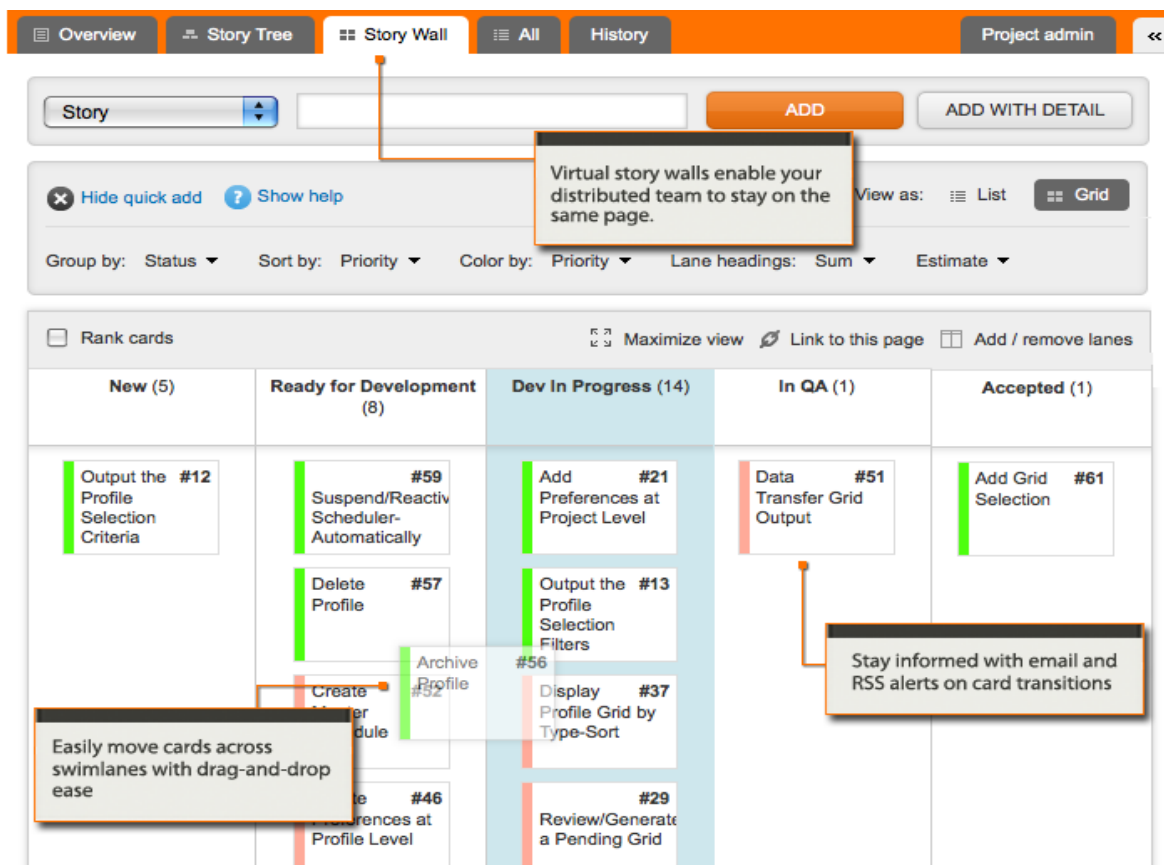 Overview
Story Tree
Story Wall
All
History
Project admin
«
Story
ADD
ADD WITH DETAIL
Virtual story walls enable your
distributed team to stay on the
same page.
Hide quick add
Show help
View as:
List
Grid
Group by: Status
Sort by: Priority
Color by: Priority
Lane headings: Sum
Estimate
Rank cards
Maximize view
Link to this page
Add / remove lanes
New (5)
Ready for Development
(8)
Dev In Progress (14)
In QA (1)
Accepted (1)
Output the #12
Profile
Selection
Criteria
#59
Suspend/Reactiv
Scheduler-
Automatically
Delete #57
Profile
Archive #56
Profile
Create #52
dule
#46
Profile Level
Add #21
Preferences at
Project Level
Output the #13
Profile
Selection
Filters
Display #37
Profile Grid by
Type-Sort
#29
Review/Generate
a Pending Grid
Data #51
Transfer Grid
Output
Add Grid #61
Selection
Stay informed with email and
RSS alerts on card transitions
Easily move cards across
swimlanes with drag-and-drop
ease